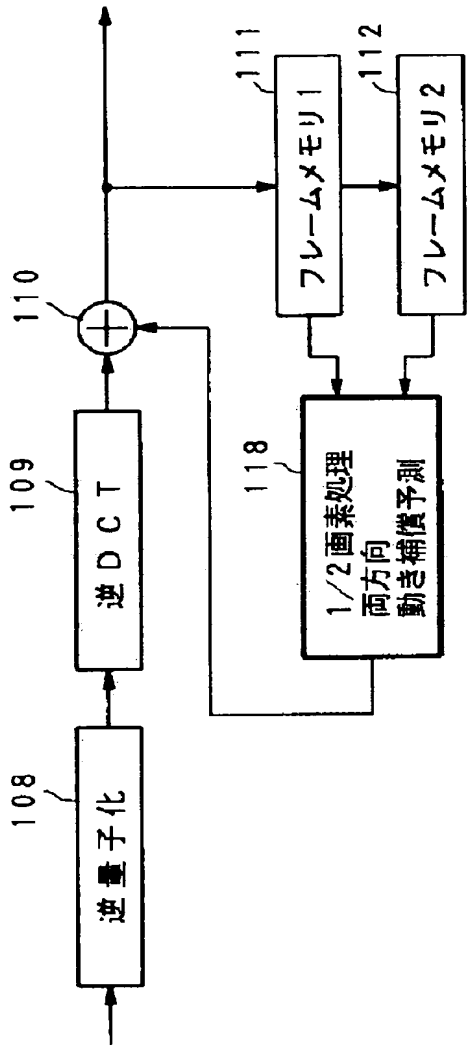 108
逆量子化
109
逆DCT
110
111
フレームメモリ1
112
フレームメモリ2
118
1/2画素処理
両方向
動き補償予測